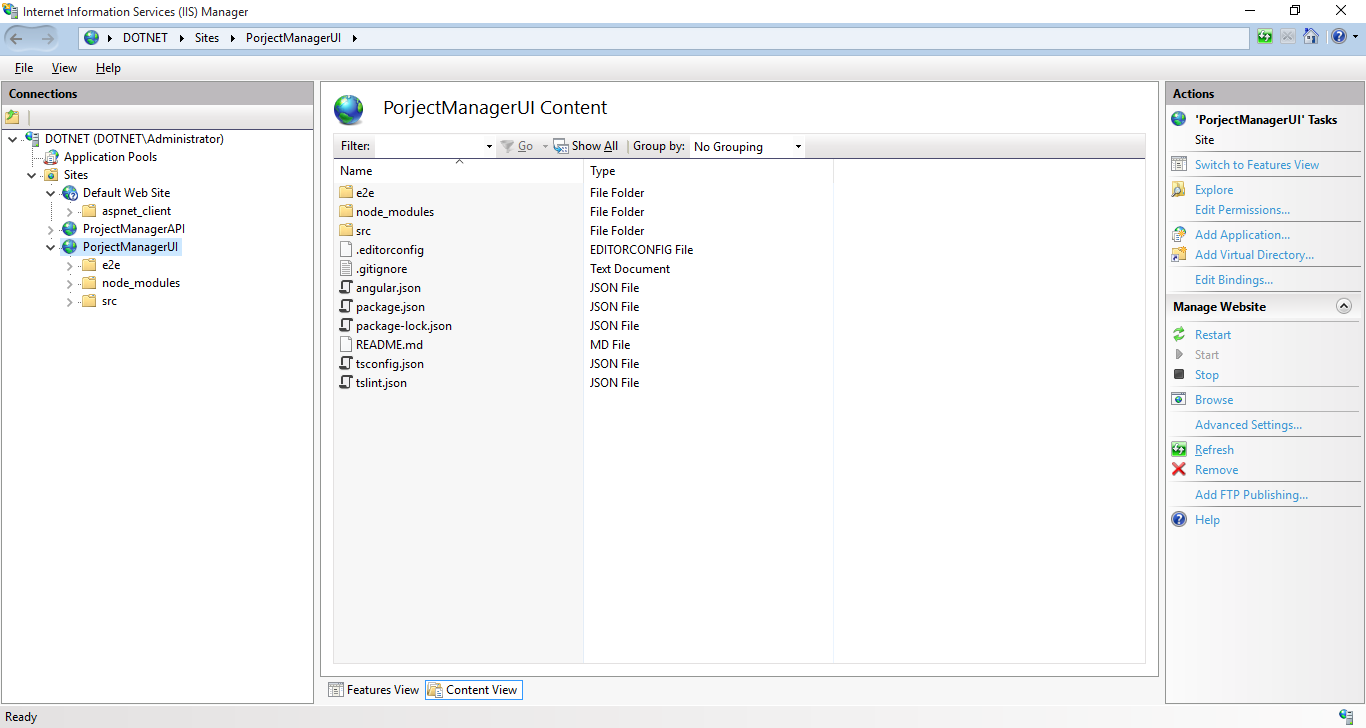 Internet Information Services (IIS) Manager
DOTNET Sites PorjectManagerUI
File View Help
Connections
DOTNET (DOTNET\Administrator)
Application Pools
Sites
Default Web Site
aspnet_client
ProjectManagerAPI
PorjectManagerUI
e2e
node_modules
src
PorjectManagerUI Content
Filter: Go Show All Group by: No Grouping
Name Type
e2e File Folder
node_modules File Folder
src File Folder
.editorconfig EDITORCONFIG File
.gitignore Text Document
angular.json JSON File
package.json JSON File
package-lock.json JSON File
README.md MD File
tsconfig.json JSON File
tslint.json JSON File
Features View Content View
Actions
'PorjectManagerUI' Tasks
Site
Switch to Features View
Explore
Edit Permissions...
Add Application...
Add Virtual Directory...
Edit Bindings...
Manage Website
Restart
Start
Stop
Browse
Advanced Settings...
Refresh
Remove
Add FTP Publishing...
Help
Ready